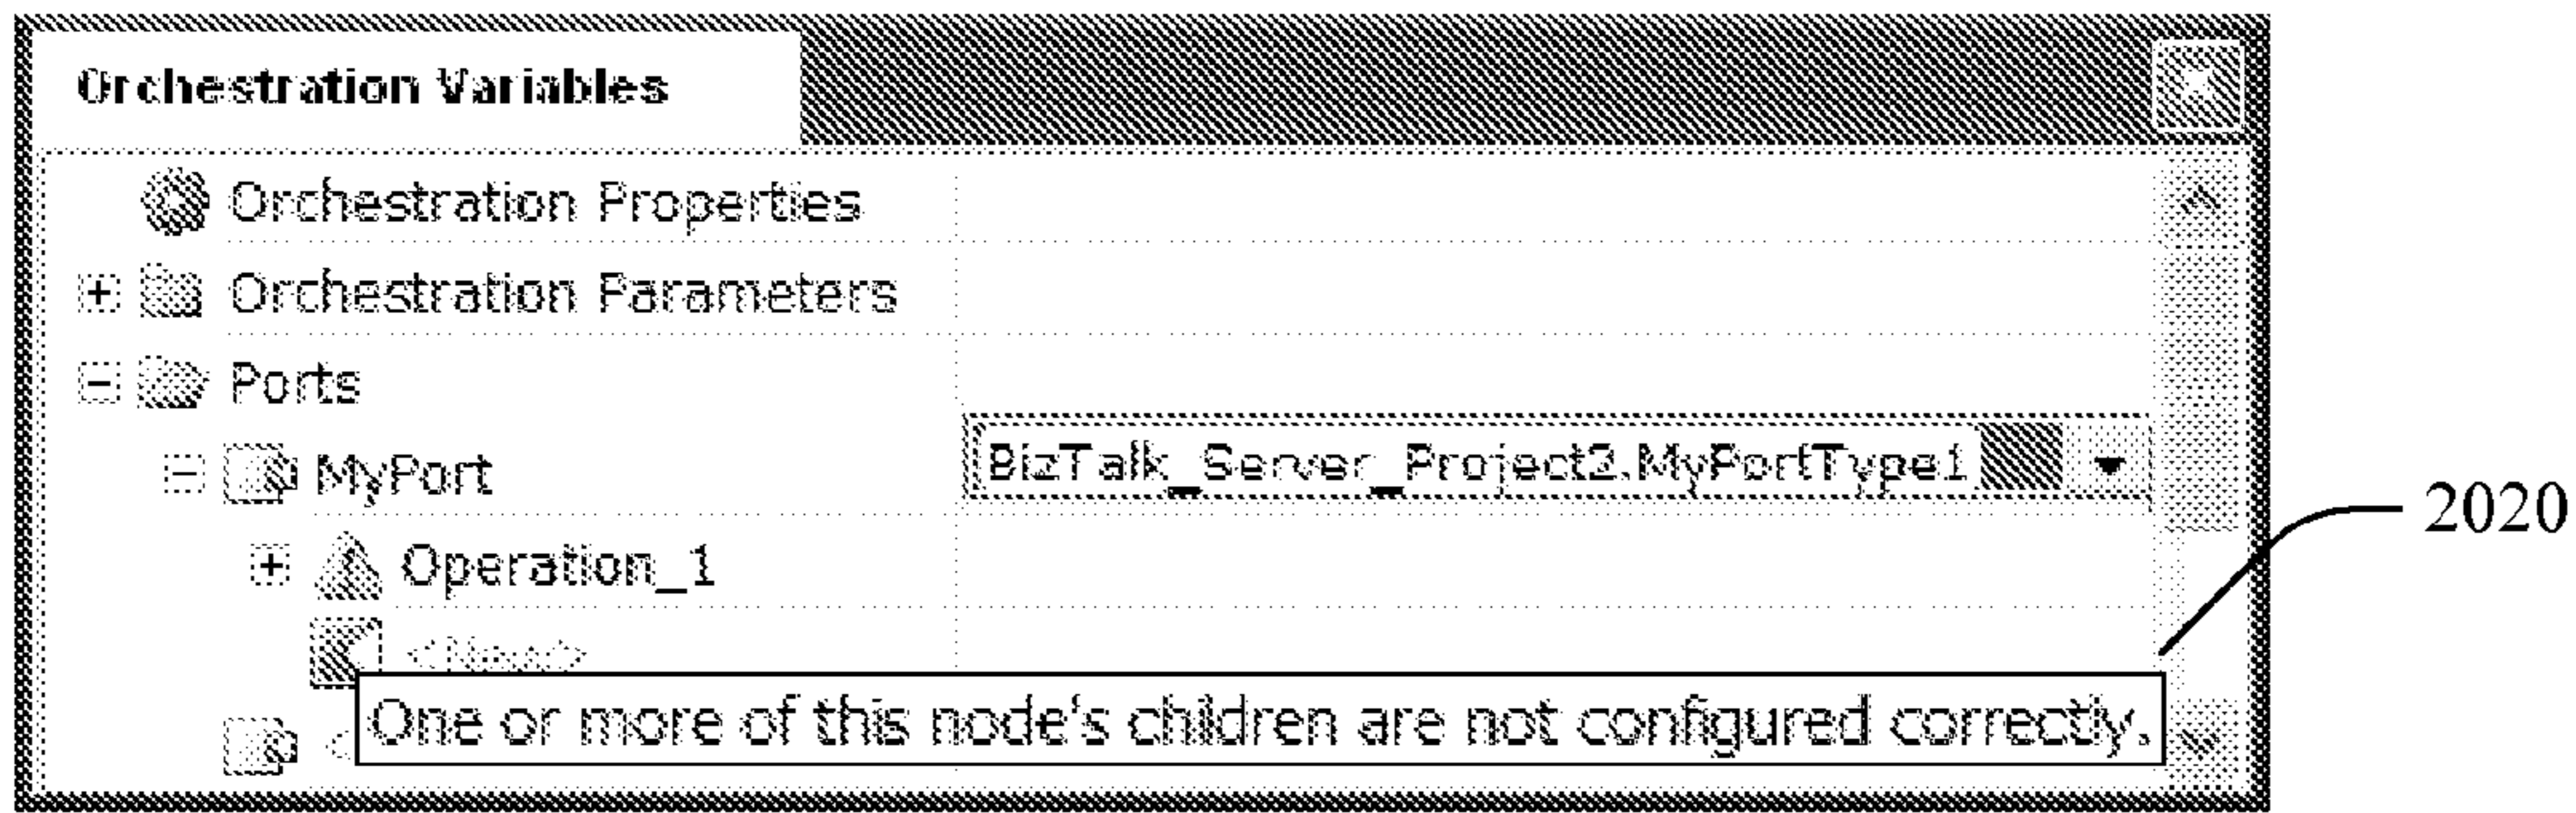 Orchestration Variables
Orchestration Properties
Orchestration Parameters
Ports
MyPort BizTalk_Server_Project2.MyPortType1
2020
Operation_1
<New>
One or more of this node's children are not configured correctly.